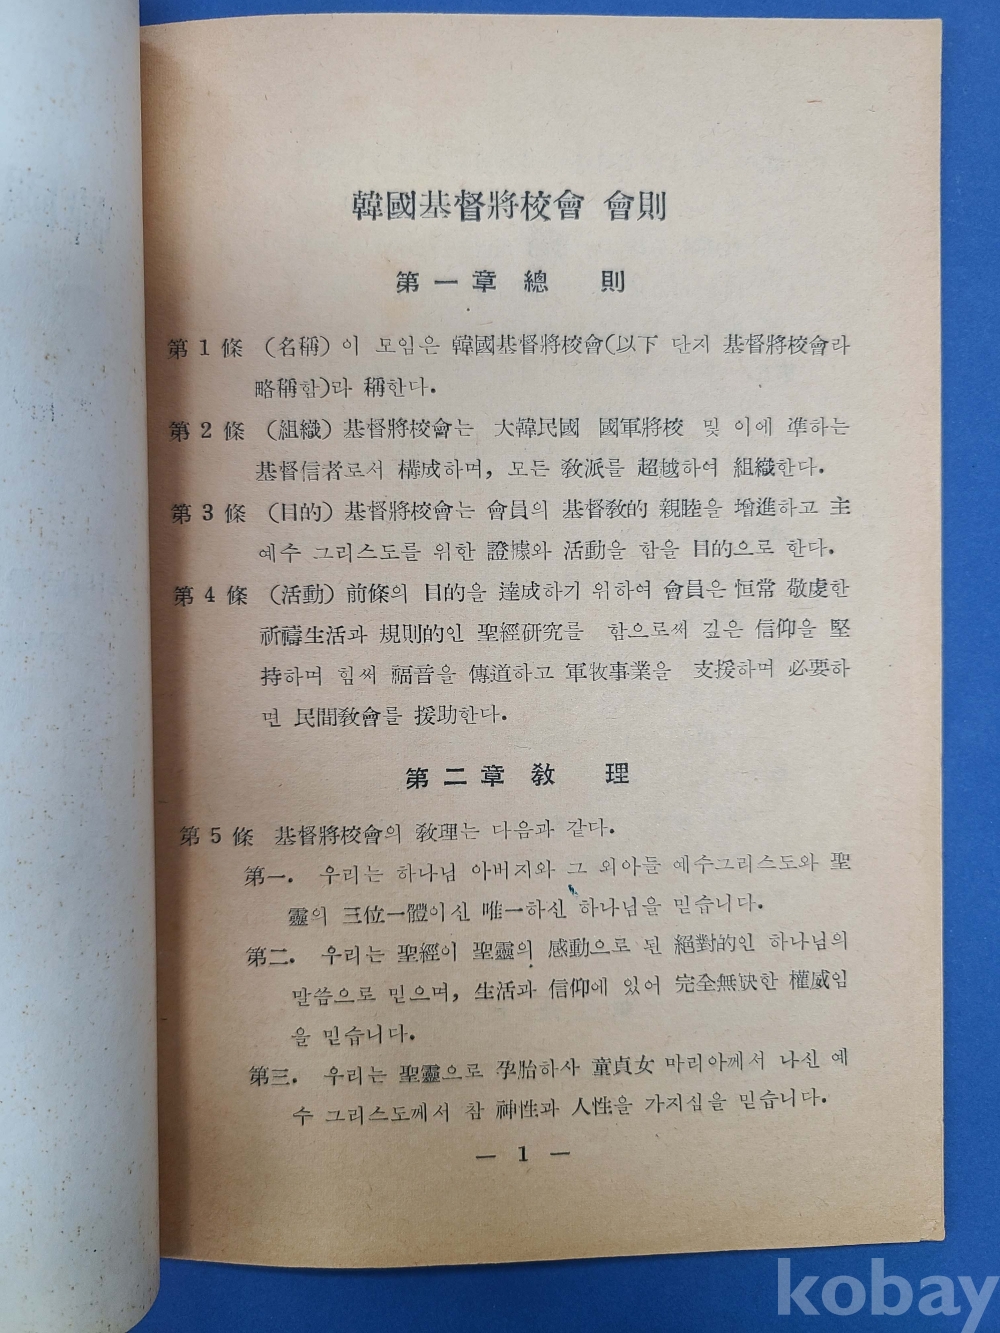 韓國基督將校會 會則
第一章 總 則
第1條 (名稱) 이 모임은 韓國基督將校會(以下 단지 基督將校會라
略稱함)라 稱한다.
第2條 (組織) 基督將校會는 大韓民國 國軍將校 및 이에 準하는
基督信者로서 構成하며, 모든 敎派를 超越하여 組織한다.
第3條 (目的) 基督將校會는 會員의 基督敎的 親睦을 增進하고 主
예수 그리스도를 위한 證據와 活動을 함을 目的으로 한다.
第4條 (活動) 前條의 目的을 達成하기 위하여 會員은 恒常 敬虔한
祈禱生活과 規則的인 聖經研究를 함으로써 깊은 信仰을 堅
持하며 힘써 福音을 傳道하고 軍牧事業을 支援하며 必要하
면 民間敎會를 援助한다.
第二章 敎 理
第5條 基督將校會의 敎理는 다음과 같다.
第一. 우리는 하나님 아버지와 그 외아들 예수그리스도와 聖
靈의 三位一體이신 唯一하신 하나님을 믿습니다.
第二. 우리는 聖經이 聖靈의 感動으로 된 絕對的인 하나님의
말씀으로 믿으며, 生活과 信仰에 있어 完全無缺한 權威임
을 믿습니다.
第三. 우리는 聖靈으로 孕胎하사 童貞女 마리아께서 나신 예
수 그리스도께서 참 神性과 人性을 가지심을 믿습니다.
— 1 —
kobay